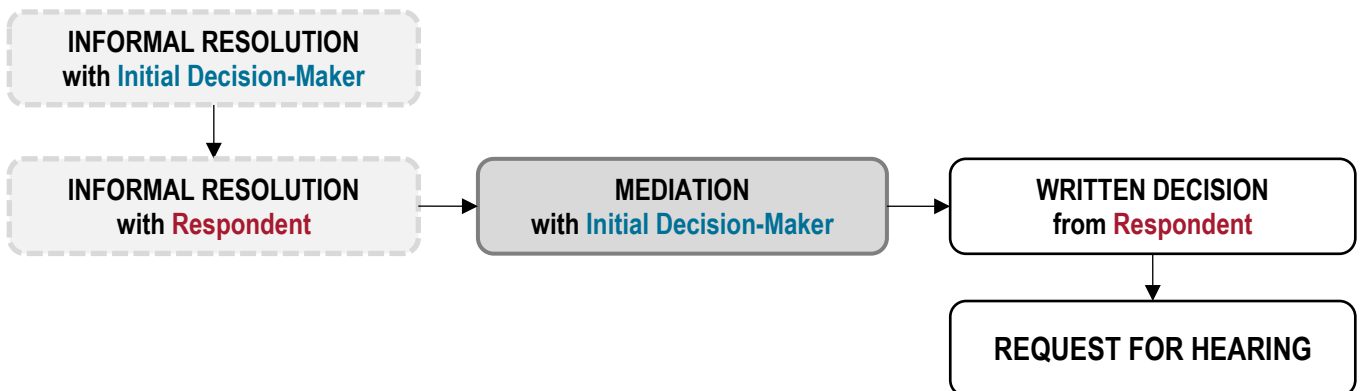 INFORMAL RESOLUTION
with Initial Decision-Maker
INFORMAL RESOLUTION
with Respondent
MEDIATION
with Initial Decision-Maker
WRITTEN DECISION
from Respondent
REQUEST FOR HEARING